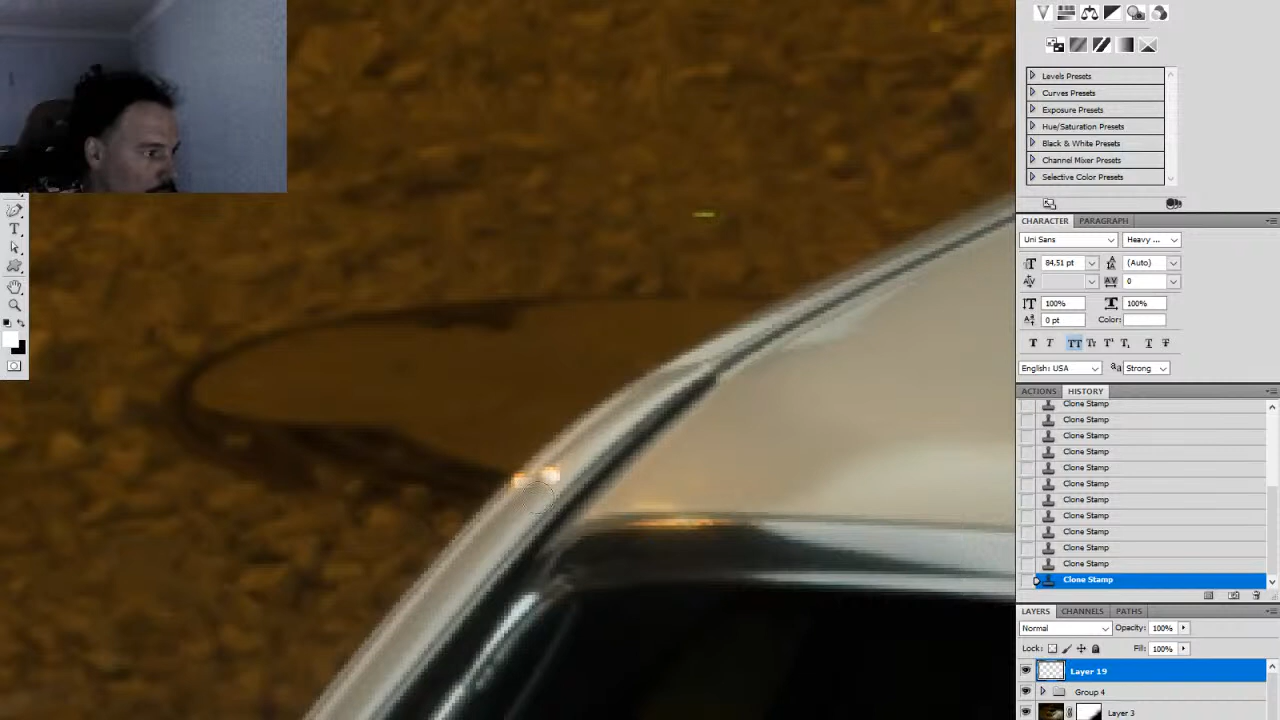 Levels Presets
Curves Presets
Exposure Presets
Hue/Saturation Presets
Black & White Presets
Channel Mixer Presets
Selective Color Presets
CHARACTER PARAGRAPH
Uni Sans Heavy ...
84.51 pt (Auto)
0
100% 100%
0 pt Color:
English: USA Strong
ACTIONS HISTORY
Clone Stamp
Clone Stamp
Clone Stamp
Clone Stamp
Clone Stamp
Clone Stamp
Clone Stamp
Clone Stamp
Clone Stamp
Clone Stamp
Clone Stamp
Clone Stamp
LAYERS CHANNELS PATHS
Normal Opacity: 100%
Lock: Fill: 100%
Layer 19
Group 4
Layer 3